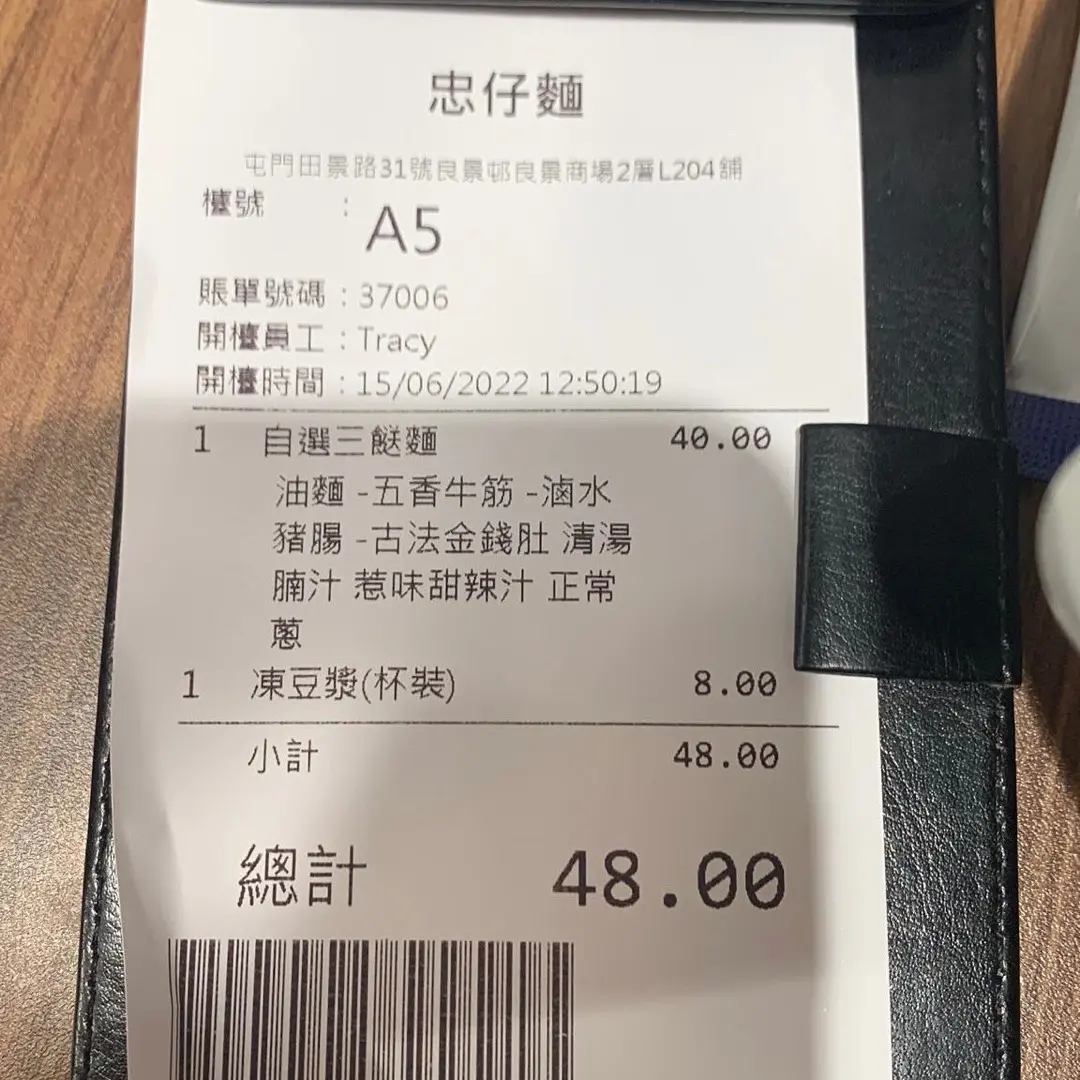 忠仔麵
屯門田景路31號良景邨良景商場2層L204舖
檯號 : A5
賬單號碼 : 37006
開檯員工 : Tracy
開檯時間 : 15/06/2022 12:50:19
1 自選三餸麵 40.00
油麵 -五香牛筋 -滷水
豬腸 -古法金錢肚 清湯
腩汁 惹味甜辣汁 正常
蔥
1 凍豆漿(杯裝) 8.00
小計 48.00
總計 48.00